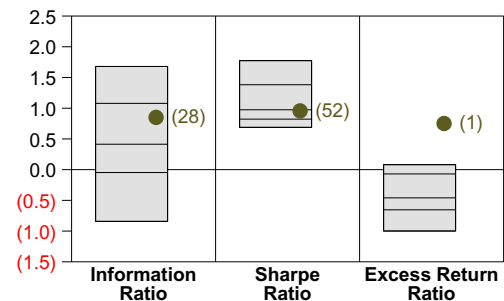 2.5
2.0
1.5
1.0
0.5
0.0
(0.5)
(1.0)
(1.5)
(28)
(52)
(1)
Information
Ratio
Sharpe
Ratio
Excess Return
Ratio